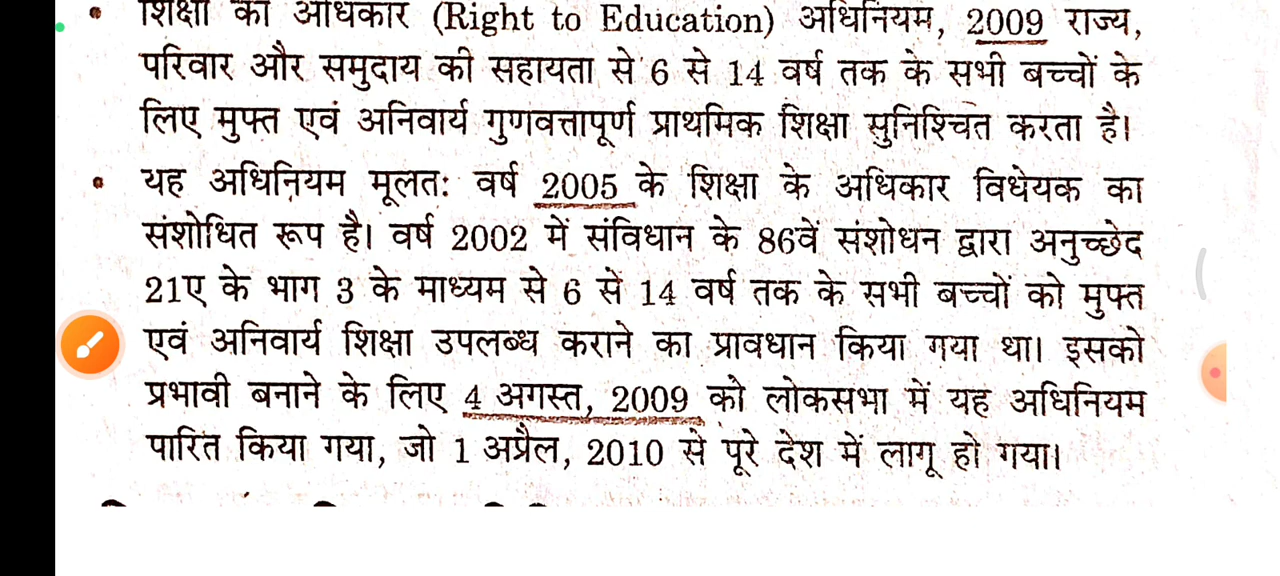 शिक्षा का अधिकार (Right to Education) अधिनियम, 2009 राज्य,
परिवार और समुदाय की सहायता से 6 से 14 वर्ष तक के सभी बच्चों के
लिए मुफ्त एवं अनिवार्य गुणवत्तापूर्ण प्राथमिक शिक्षा सुनिश्चित करता है।
यह अधिनियम मूलतः वर्ष 2005 के शिक्षा के अधिकार विधेयक का
संशोधित रूप है। वर्ष 2002 में संविधान के 86वें संशोधन द्वारा अनुच्छेद
21ए के भाग 3 के माध्यम से 6 से 14 वर्ष तक के सभी बच्चों को मुफ्त
एवं अनिवार्य शिक्षा उपलब्ध कराने का प्रावधान किया गया था। इसको
प्रभावी बनाने के लिए 4 अगस्त, 2009 को लोकसभा में यह अधिनियम
पारित किया गया, जो 1 अप्रैल, 2010 से पूरे देश में लागू हो गया।